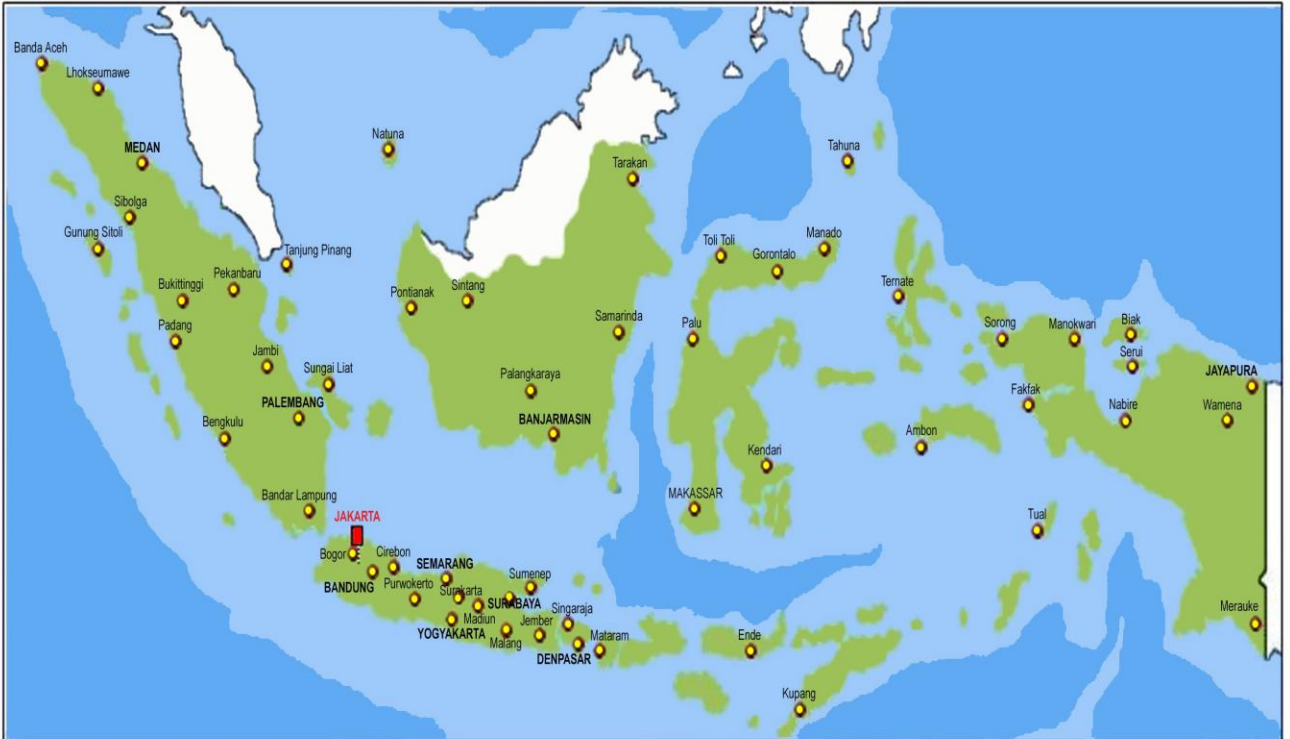 Banda Aceh
Lhokseumawe
MEDAN
Natuna
Tahuna
Tarakan
Sibolga
Gunung Sitoli
Tanjung Pinang
Toli Toli
Gorontalo
Manado
Bukittinggi
Pekanbaru
Pontianak
Sintang
Ternate
Padang
Samarinda
Palu
Sorong
Manokwari
Biak
Jambi
Sungai Liat
Serui
JAYAPURA
Palangkaraya
PALEMBANG
Fakfak
Nabire
Wamena
Bengkulu
BANJARMASIN
Ambon
Kendari
Bandar Lampung
MAKASSAR
JAKARTA
Tual
Bogor
Cirebon
SEMARANG
BANDUNG
Purwokerto
Surakarta
Sumenep
SURABAYA
Madiun
Singaraja
Merauke
YOGYAKARTA
Malang
Jember
Mataram
Ende
DENPASAR
Kupang